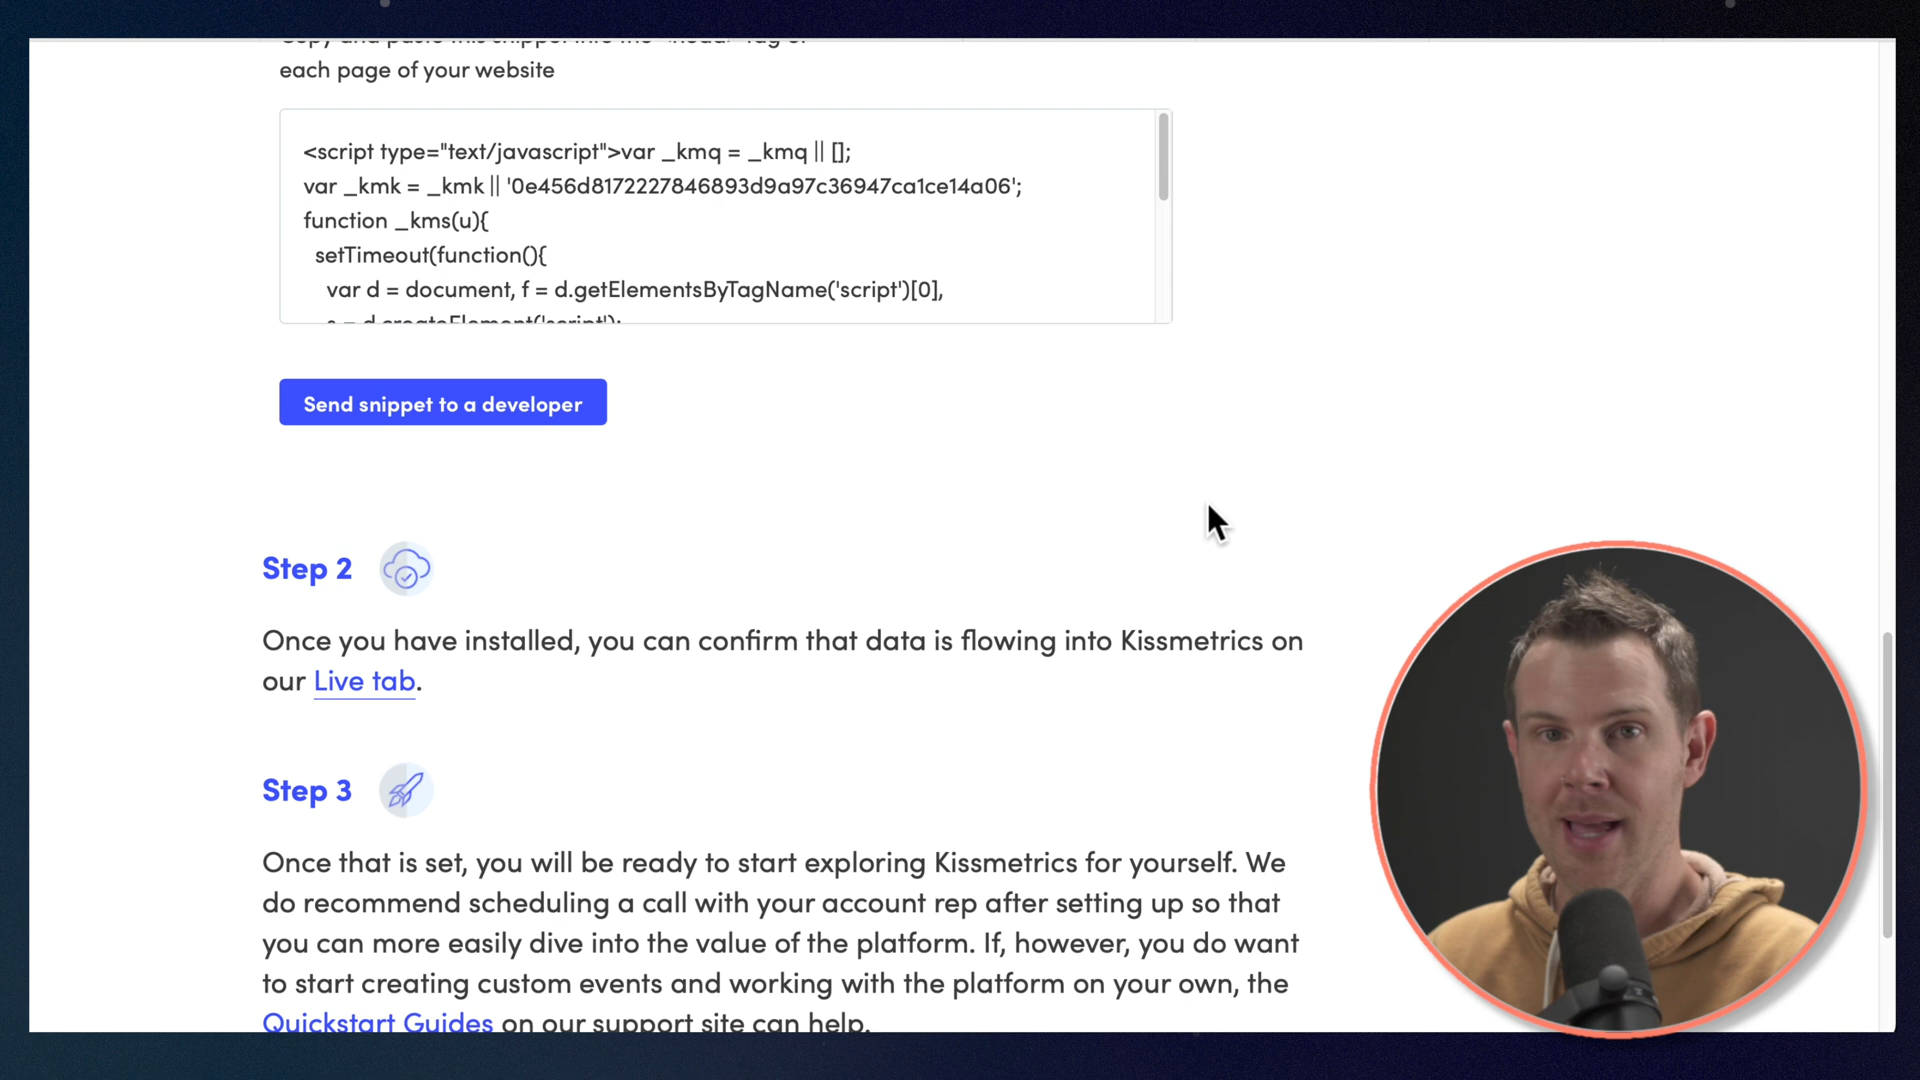 each page of your website
<script type="text/javascript">var _kmq = _kmq || [];
var _kmk = _kmk || '0e456d8172227846893d9a97c36947ca1ce14a06';
function _kms(u){
setTimeout(function(){
var d = document, f = d.getElementsByTagName('script')[0],
s = d.createElement('script');
Send snippet to a developer
Step 2
Once you have installed, you can confirm that data is flowing into Kissmetrics on
our Live tab.
Step 3
Once that is set, you will be ready to start exploring Kissmetrics for yourself. We
do recommend scheduling a call with your account rep after setting up so that
you can more easily dive into the value of the platform. If, however, you do want
to start creating custom events and working with the platform on your own, the
Quickstart Guides on our support site can help.